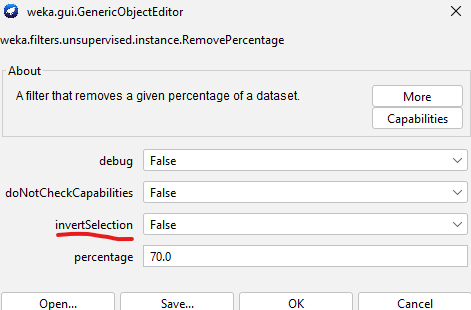 weka.gui.GenericObjectEditor
weka.filters.unsupervised.instance.RemovePercentage
About
A filter that removes a given percentage of a dataset.
More
Capabilities
debug False
doNotCheckCapabilities False
invertSelection False
percentage 70.0
Open... Save... OK Cancel